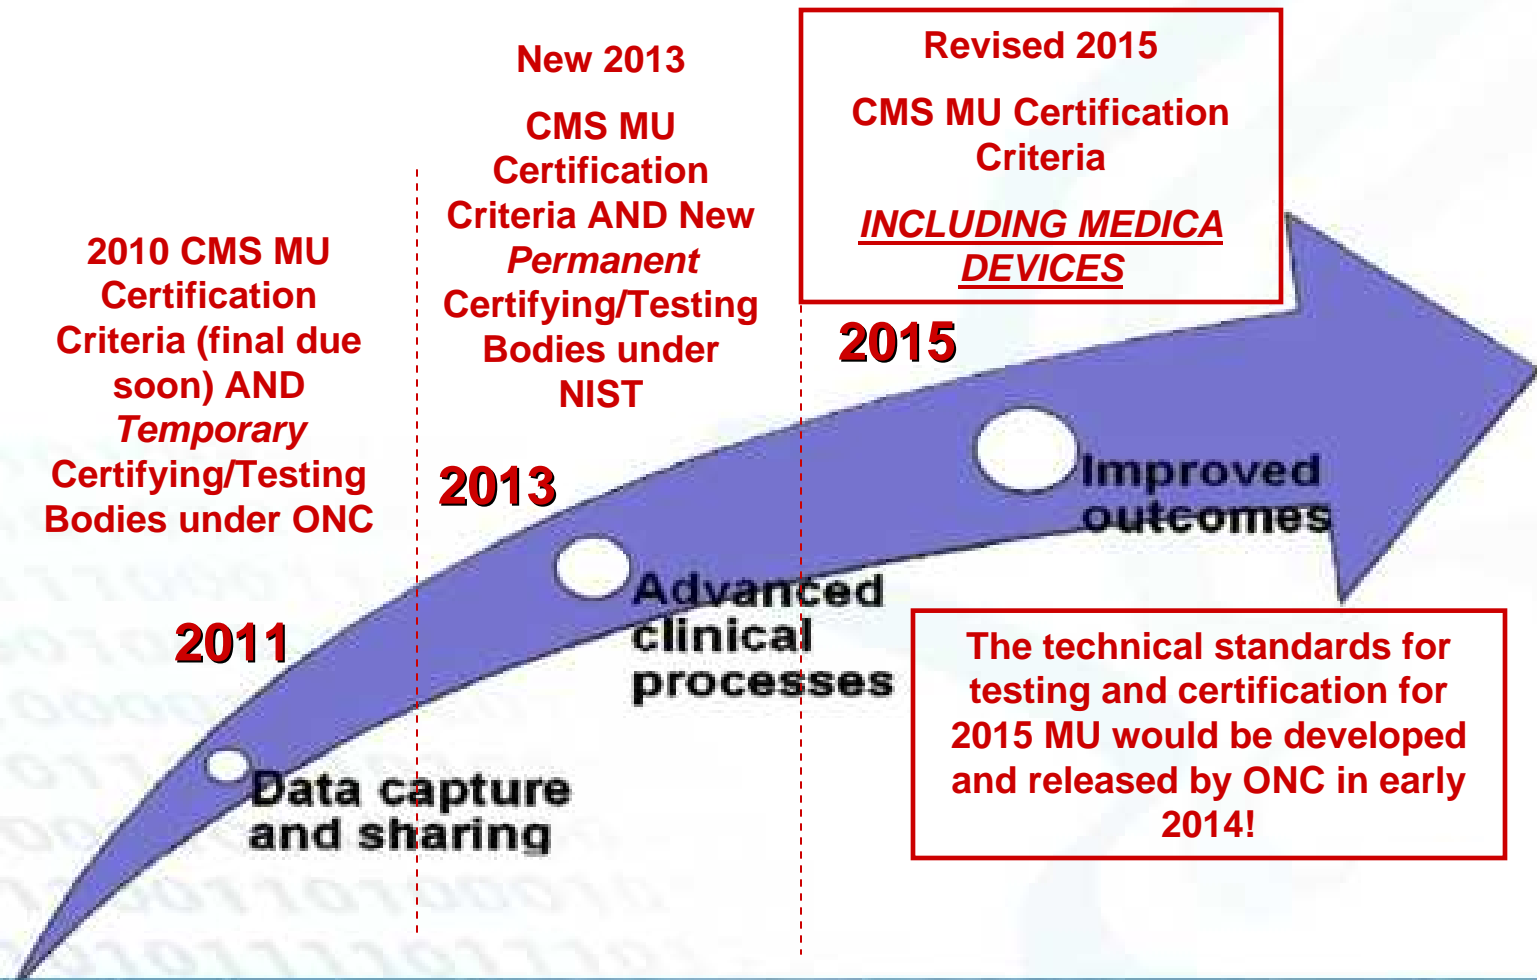 2010 CMS MU
Certification
Criteria (final due
soon) AND
Temporary
Certifying/Testing
Bodies under ONC
2011
Data capture
and sharing
New 2013
CMS MU
Certification
Criteria AND New
Permanent
Certifying/Testing
Bodies under
NIST
2013
Advanced
clinical
processes
Revised 2015
CMS MU Certification
Criteria
INCLUDING MEDICA
DEVICES
2015
Improved
outcomes
The technical standards for
testing and certification for
2015 MU would be developed
and released by ONC in early
2014!